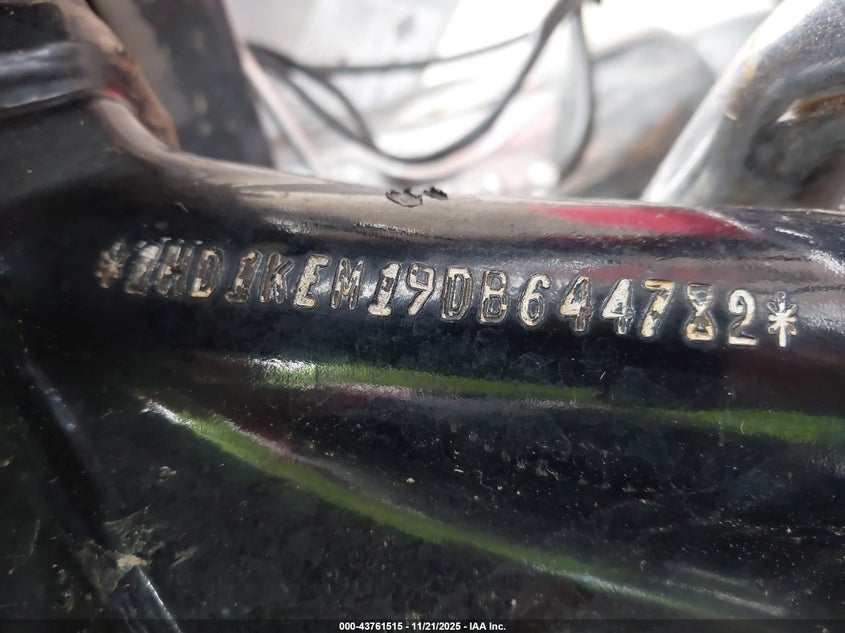 *1HD1KEM19DB644782*
000-43761515 - 11/21/2025 - IAA Inc.